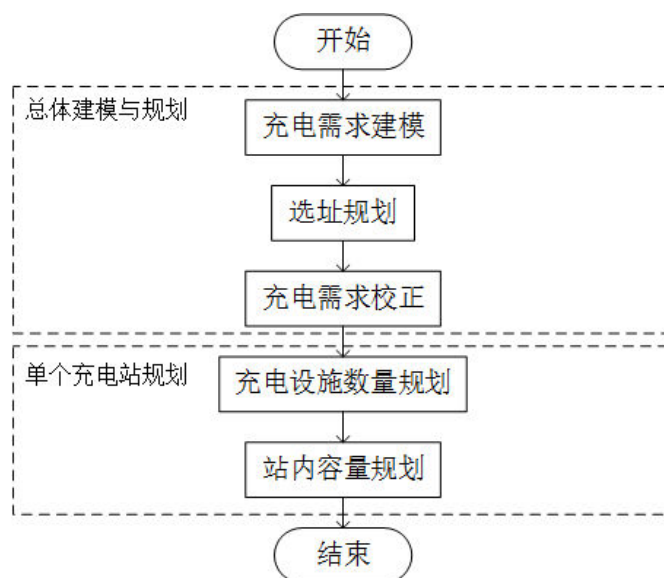 开始
总体建模与规划
充电需求建模
选址规划
充电需求校正
单个充电站规划
充电设施数量规划
站内容量规划
结束